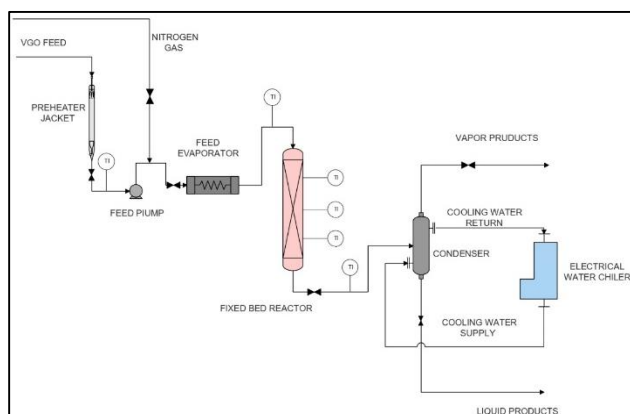 VGO FEED
NITROGEN
GAS
PREHEATER
JACKET
TI
FEED PIUMP
FEED
EVAPORATOR
TI
TI
TI
TI
FIXED BED REACTOR
TI
VAPOR PRUDUCTS
COOLING WATER
RETURN
CONDENSER
ELECTRICAL
WATER CHILER
COOLING WATER
SUPPLY
LIQUID PRODUCTS